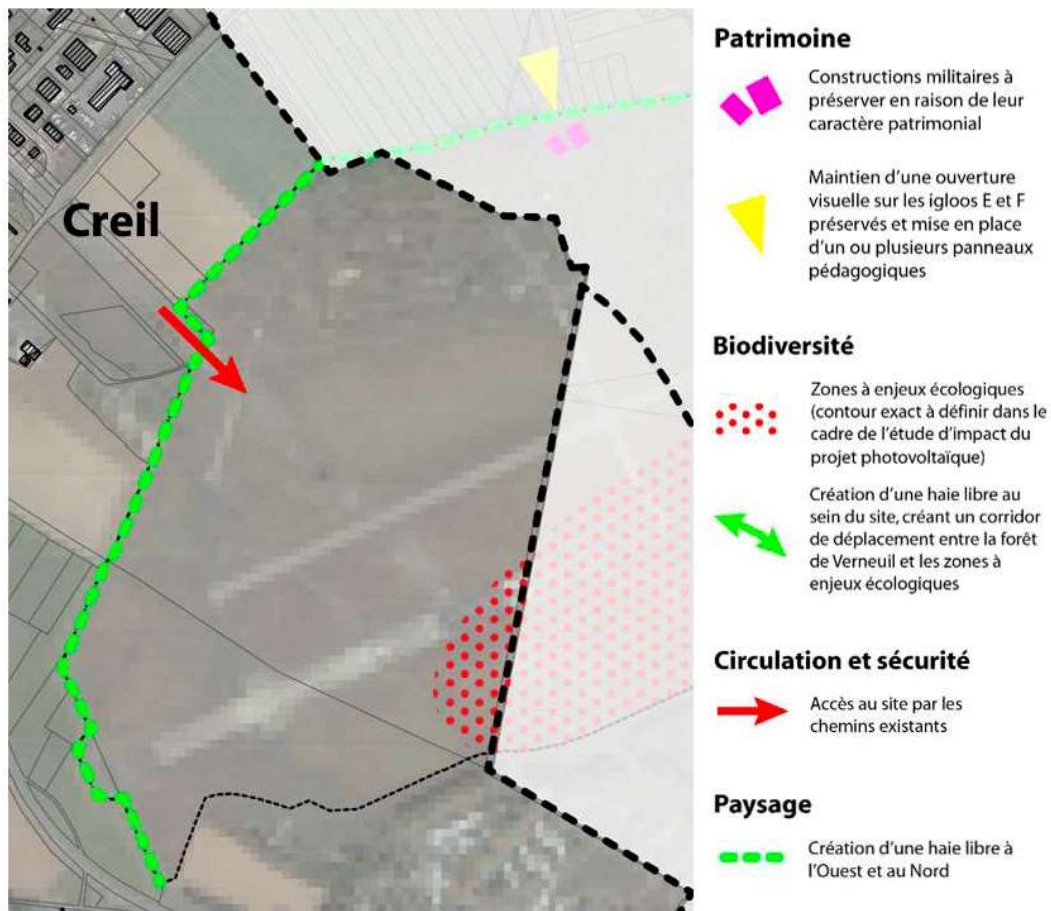 Creil
Patrimoine
Constructions militaires à
préserver en raison de leur
caractère patrimonial
Maintien d'une ouverture
visuelle sur les igloos E et F
préservés et mise en place
d'un ou plusieurs panneaux
pédagogiques
Biodiversité
Zones à enjeux écologiques
(contour exact à définir dans le
cadre de l'étude d'impact du
projet photovoltaïque)
Création d'une haie libre au
sein du site, créant un corridor
de déplacement entre la forêt
de Verneuil et les zones à
enjeux écologiques
Circulation et sécurité
Accès au site par les
chemins existants
Paysage
Création d'une haie libre à
l'Ouest et au Nord